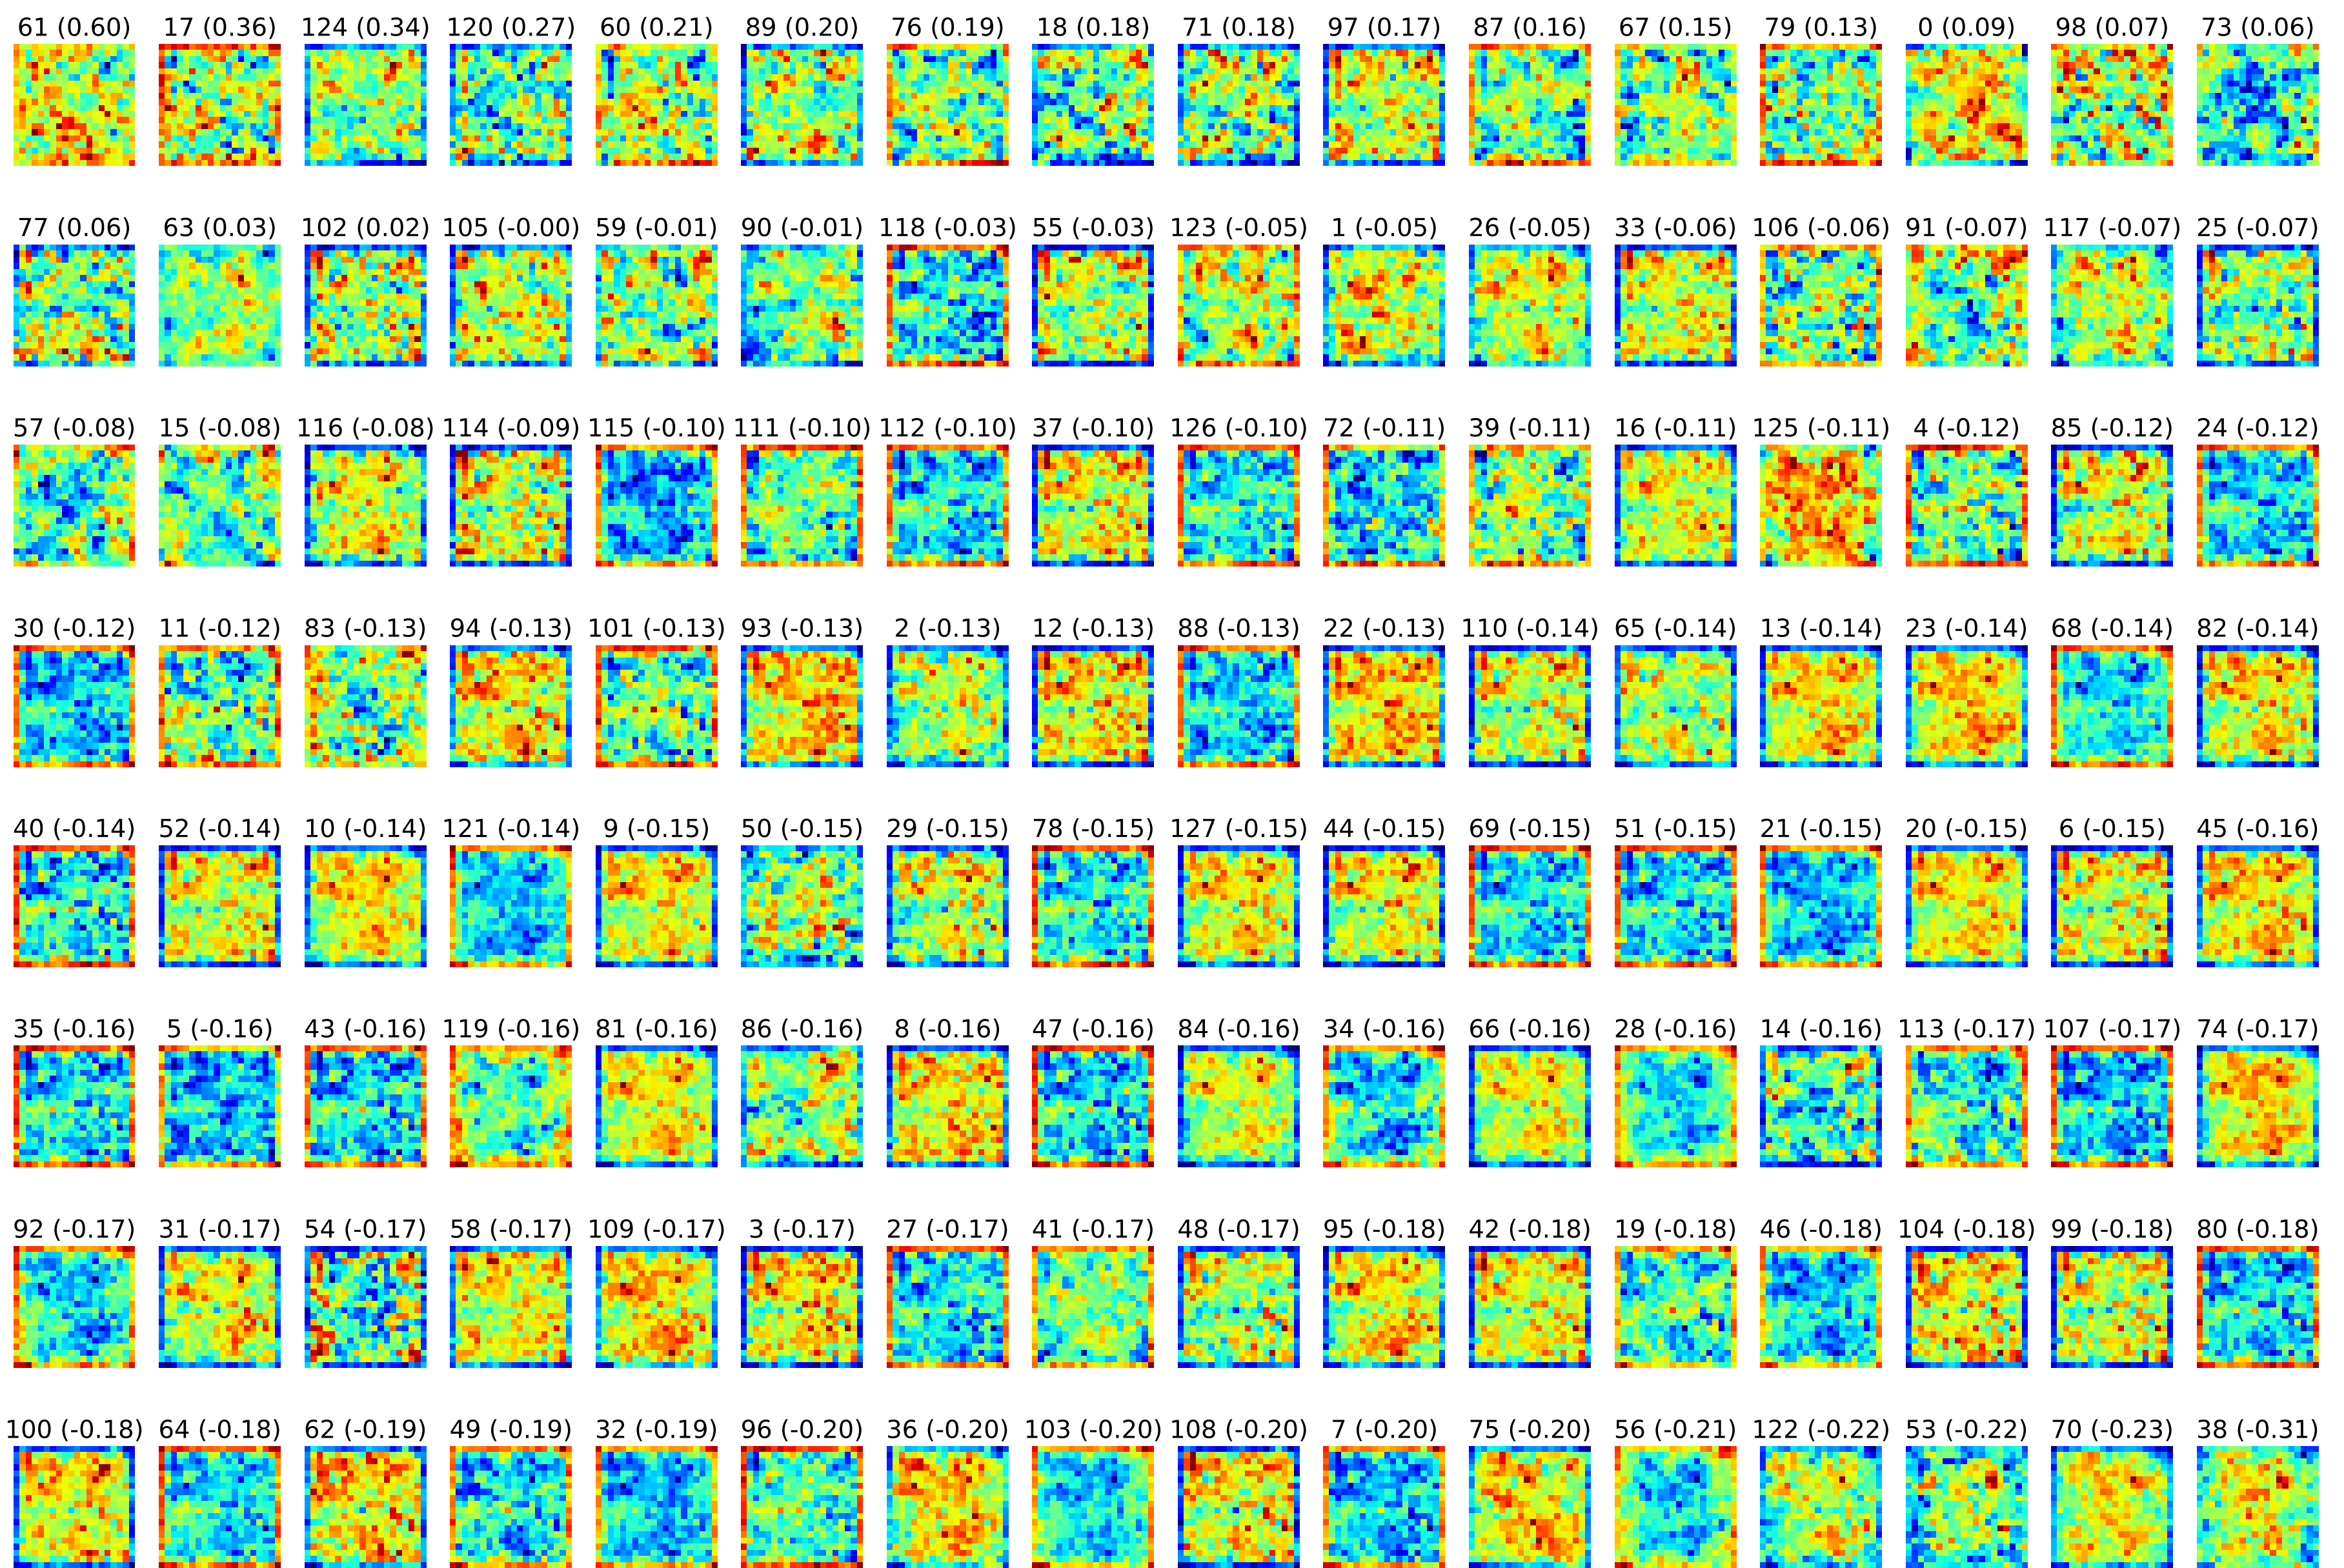 61 (0.60) 17 (0.36) 124 (0.34) 120 (0.27) 60 (0.21) 89 (0.20) 76 (0.19) 18 (0.18) 71 (0.18) 97 (0.17) 87 (0.16) 67 (0.15) 79 (0.13) 0 (0.09) 98 (0.07) 73 (0.06)
77 (0.06) 63 (0.03) 102 (0.02) 105 (-0.00) 59 (-0.01) 90 (-0.01) 118 (-0.03) 55 (-0.03) 123 (-0.05) 1 (-0.05) 26 (-0.05) 33 (-0.06) 106 (-0.06) 91 (-0.07) 117 (-0.07) 25 (-0.07)
57 (-0.08) 15 (-0.08) 116 (-0.08) 114 (-0.09) 115 (-0.10) 111 (-0.10) 112 (-0.10) 37 (-0.10) 126 (-0.10) 72 (-0.11) 39 (-0.11) 16 (-0.11) 125 (-0.11) 4 (-0.12) 85 (-0.12) 24 (-0.12)
30 (-0.12) 11 (-0.12) 83 (-0.13) 94 (-0.13) 101 (-0.13) 93 (-0.13) 2 (-0.13) 12 (-0.13) 88 (-0.13) 22 (-0.13) 110 (-0.14) 65 (-0.14) 13 (-0.14) 23 (-0.14) 68 (-0.14) 82 (-0.14)
40 (-0.14) 52 (-0.14) 10 (-0.14) 121 (-0.14) 9 (-0.15) 50 (-0.15) 29 (-0.15) 78 (-0.15) 127 (-0.15) 44 (-0.15) 69 (-0.15) 51 (-0.15) 21 (-0.15) 20 (-0.15) 6 (-0.15) 45 (-0.16)
35 (-0.16) 5 (-0.16) 43 (-0.16) 119 (-0.16) 81 (-0.16) 86 (-0.16) 8 (-0.16) 47 (-0.16) 84 (-0.16) 34 (-0.16) 66 (-0.16) 28 (-0.16) 14 (-0.16) 113 (-0.17) 107 (-0.17) 74 (-0.17)
92 (-0.17) 31 (-0.17) 54 (-0.17) 58 (-0.17) 109 (-0.17) 3 (-0.17) 27 (-0.17) 41 (-0.17) 48 (-0.17) 95 (-0.18) 42 (-0.18) 19 (-0.18) 46 (-0.18) 104 (-0.18) 99 (-0.18) 80 (-0.18)
100 (-0.18) 64 (-0.18) 62 (-0.19) 49 (-0.19) 32 (-0.19) 96 (-0.20) 36 (-0.20) 103 (-0.20) 108 (-0.20) 7 (-0.20) 75 (-0.20) 56 (-0.21) 122 (-0.22) 53 (-0.22) 70 (-0.23) 38 (-0.31)